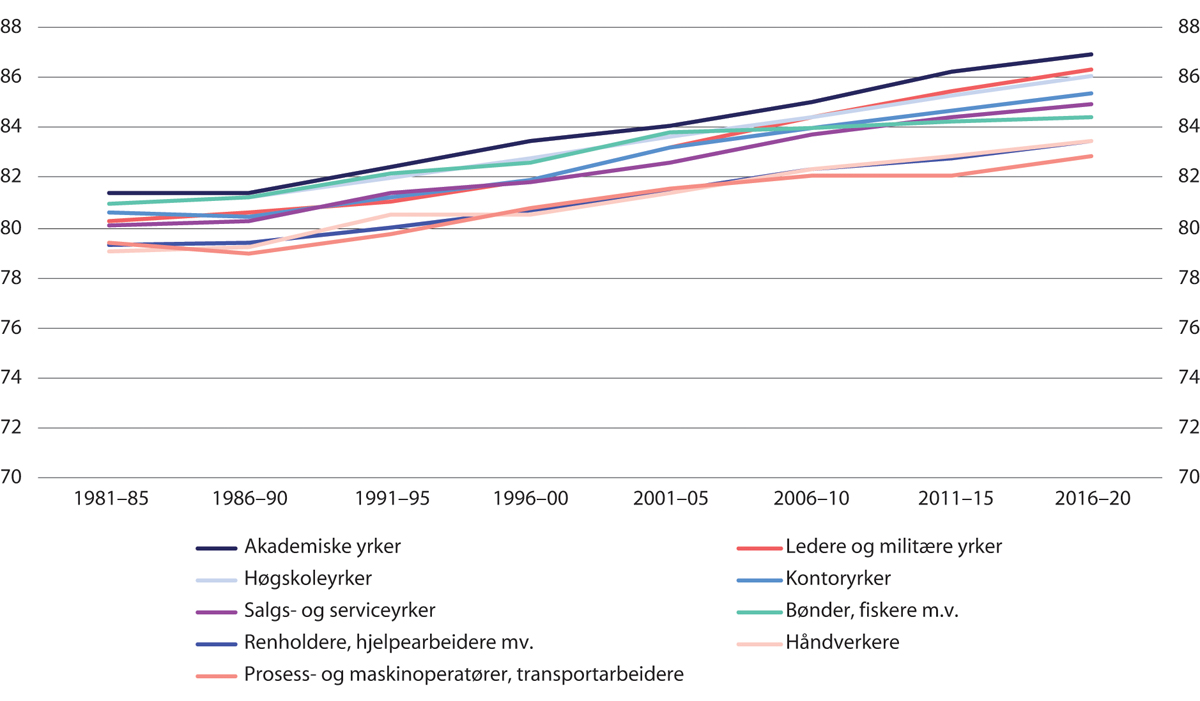 88 88
86 86
84 84
82 82
80 80
78 78
76 76
74 74
72 72
70 70
1981–85 1986–90 1991–95 1996–00 2001–05 2006–10 2011–15 2016–20
Akademiske yrker Ledere og militære yrker
Høgskoleyrker Kontoryrker
Salgs- og serviceyrker Bønder, fiskere m.v.
Renholdere, hjelpearbeidere mv. Håndverkere
Prosess- og maskinoperatører, transportarbeidere